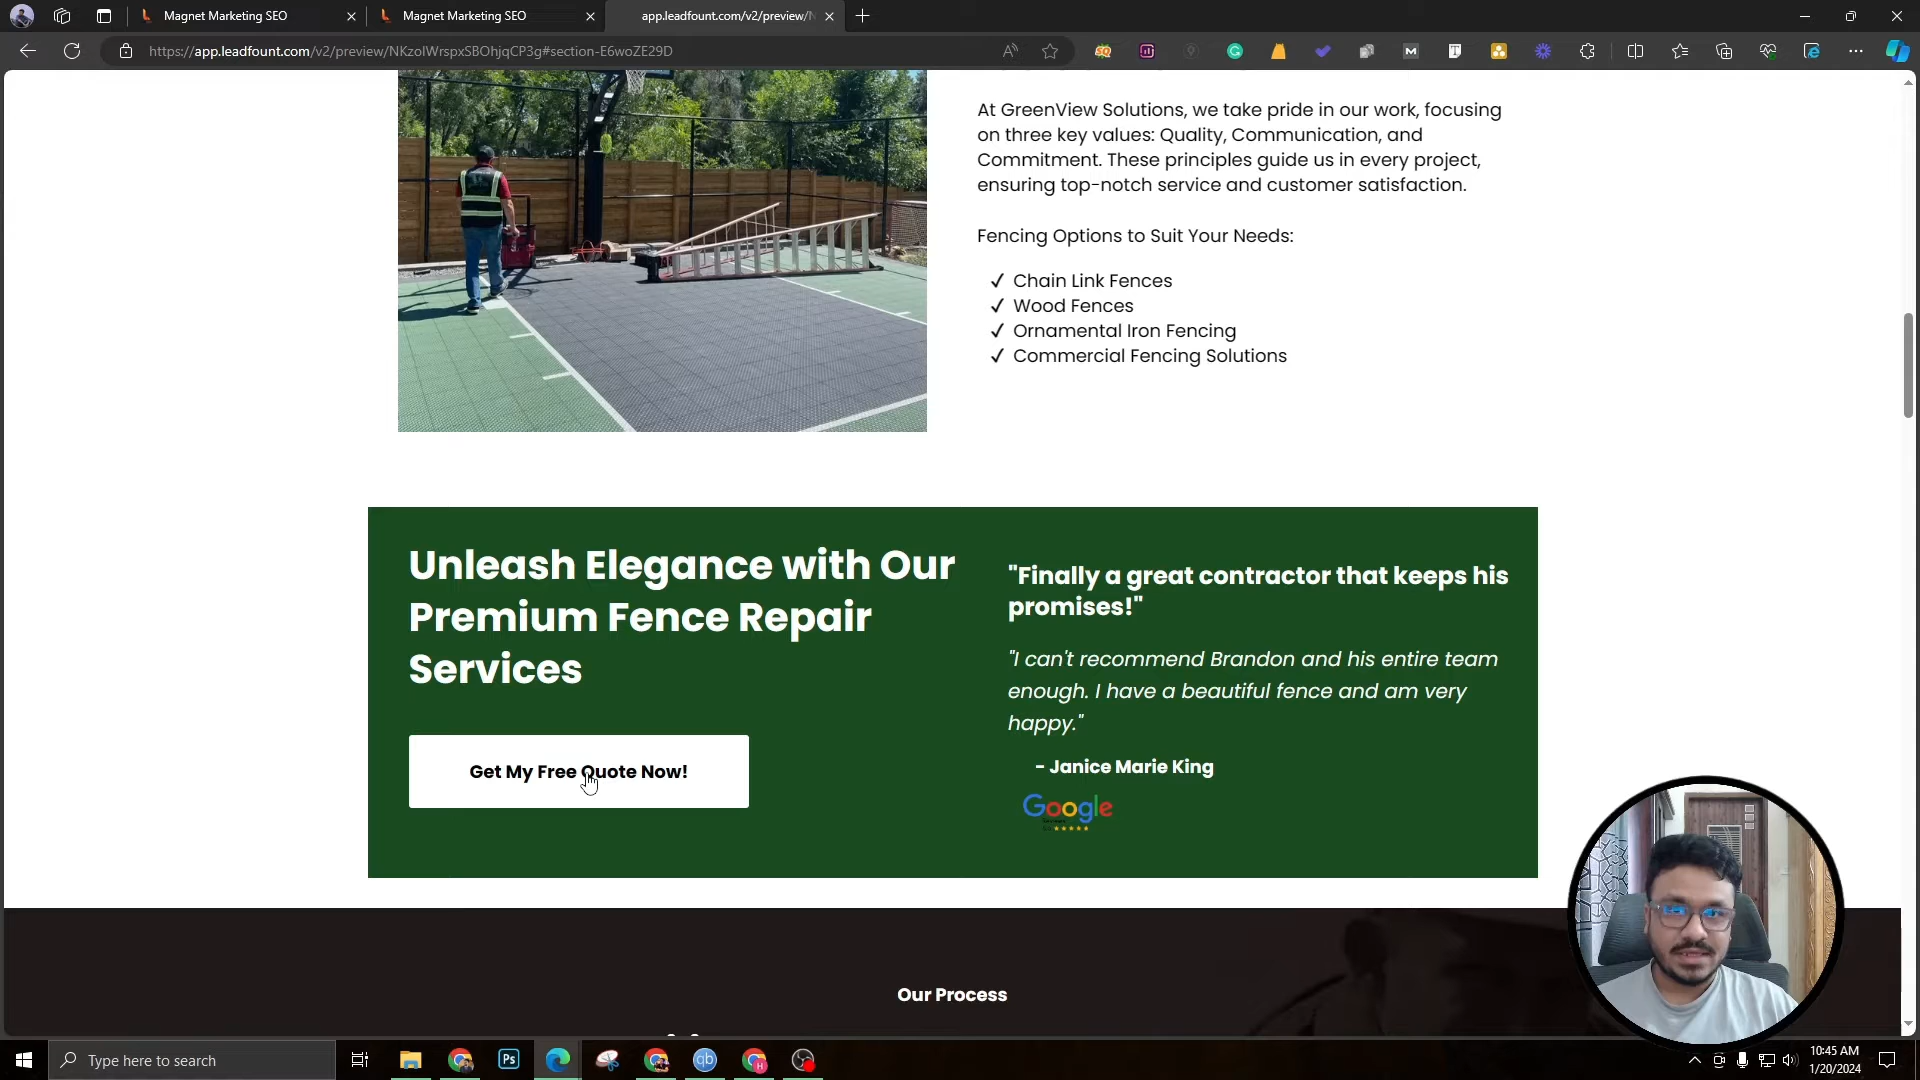 Magnet Marketing SEO
Magnet Marketing SEO
app.leadfount.com/v2/preview/N
https://app.leadfount.com/v2/preview/NKzoIWrspxSBOhjqCP3g#section-E6woZE29D
At GreenView Solutions, we take pride in our work, focusing
on three key values: Quality, Communication, and
Commitment. These principles guide us in every project,
ensuring top-notch service and customer satisfaction.
Fencing Options to Suit Your Needs:
✓ Chain Link Fences
✓ Wood Fences
✓ Ornamental Iron Fencing
✓ Commercial Fencing Solutions
Unleash Elegance with Our
Premium Fence Repair
Services
Get My Free Quote Now!
"Finally a great contractor that keeps his
promises!"
"I can't recommend Brandon and his entire team
enough. I have a beautiful fence and am very
happy."
- Janice Marie King
Google
Our Process
Type here to search
Ps
qb
10:45 AM
1/20/2024